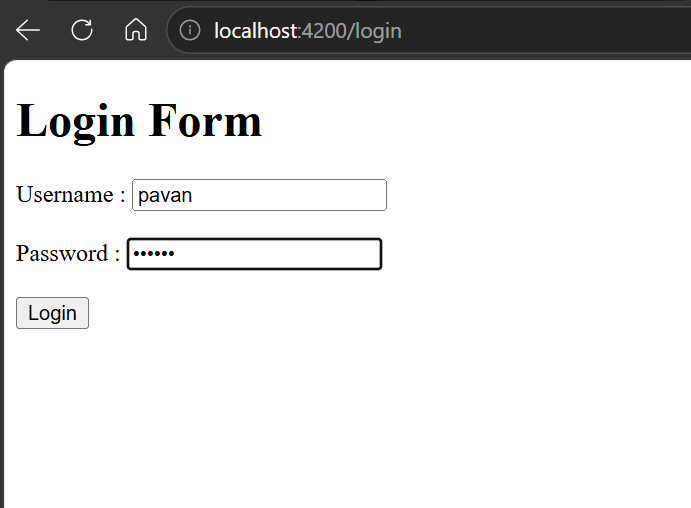 localhost:4200/login
Login Form
Username : pavan
Password : ••••••
Login